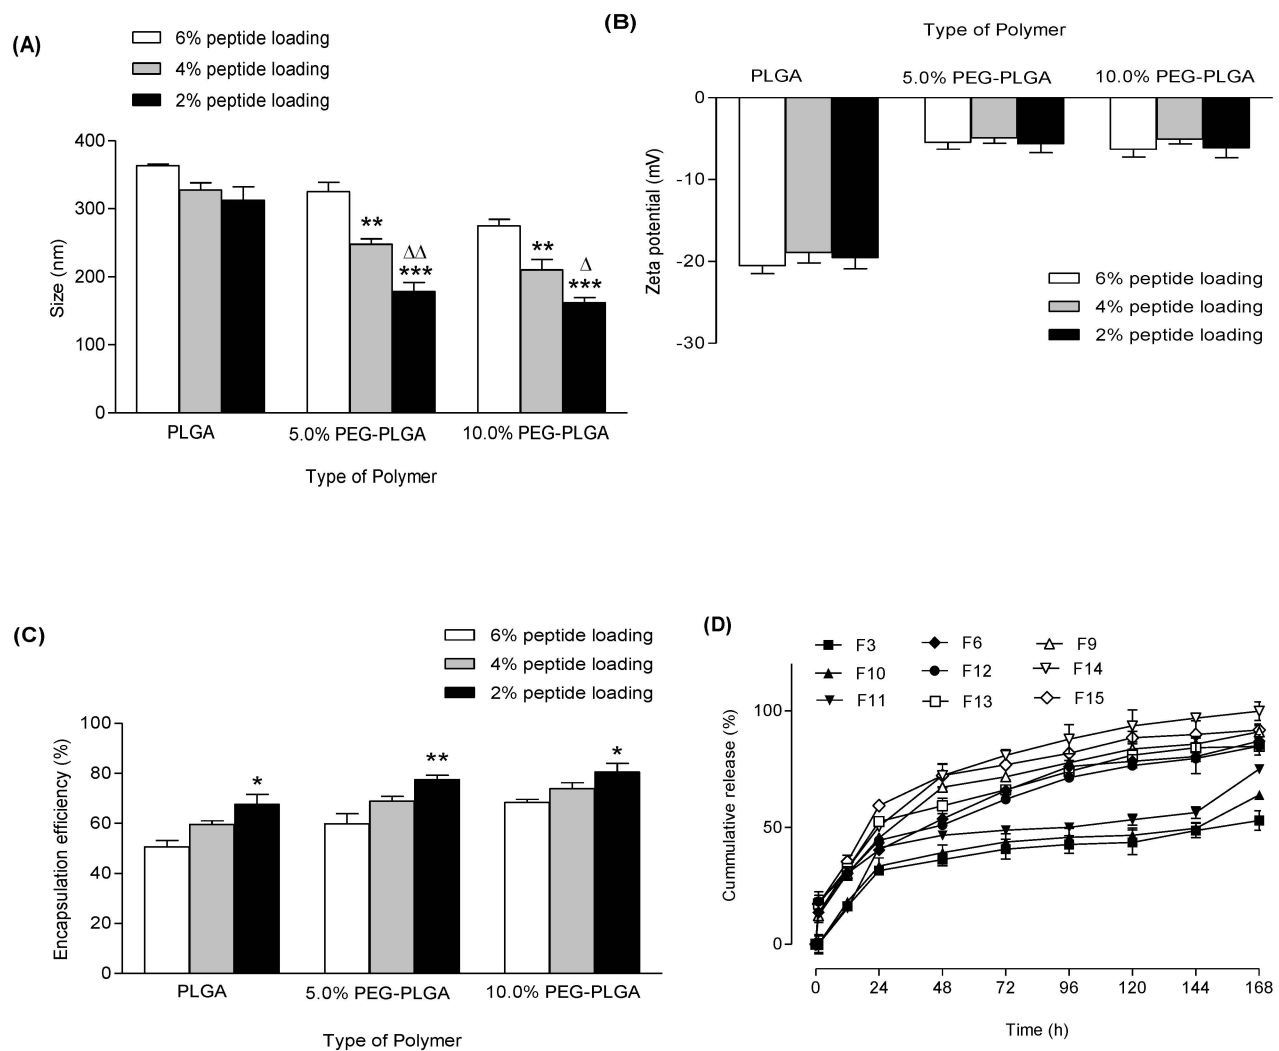 (A)
6% peptide loading
4% peptide loading
2% peptide loading
400
300
200
100
0
Size (nm)
**
ΔΔ
***
**
Δ
***
PLGA
5.0% PEG-PLGA
10.0% PEG-PLGA
Type of Polymer
(B)
Type of Polymer
PLGA
5.0% PEG-PLGA
10.0% PEG-PLGA
0
-10
-20
-30
Zeta potential (mV)
6% peptide loading
4% peptide loading
2% peptide loading
(C)
6% peptide loading
4% peptide loading
2% peptide loading
100
80
60
40
20
0
Encapsulation efficiency (%)
*
**
*
PLGA
5.0% PEG-PLGA
10.0% PEG-PLGA
Type of Polymer
(D)
F3
F6
F9
F10
F12
F14
F11
F13
F15
100
50
0
Cummulative release (%)
0
24
48
72
96
120
144
168
Time (h)